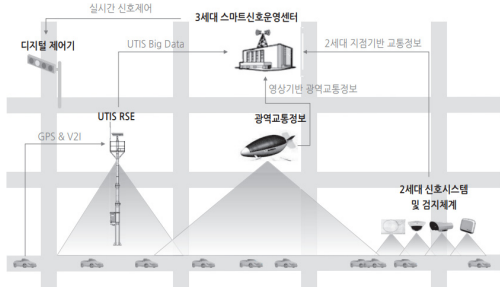 실시간 신호제어
3세대 스마트신호운영센터
디지털 제어기
UTIS Big Data
2세대 지점기반 교통정보
영상기반 광역교통정보
UTIS RSE
광역교통정보
GPS & V2I
2세대 신호시스템
및 검지체계